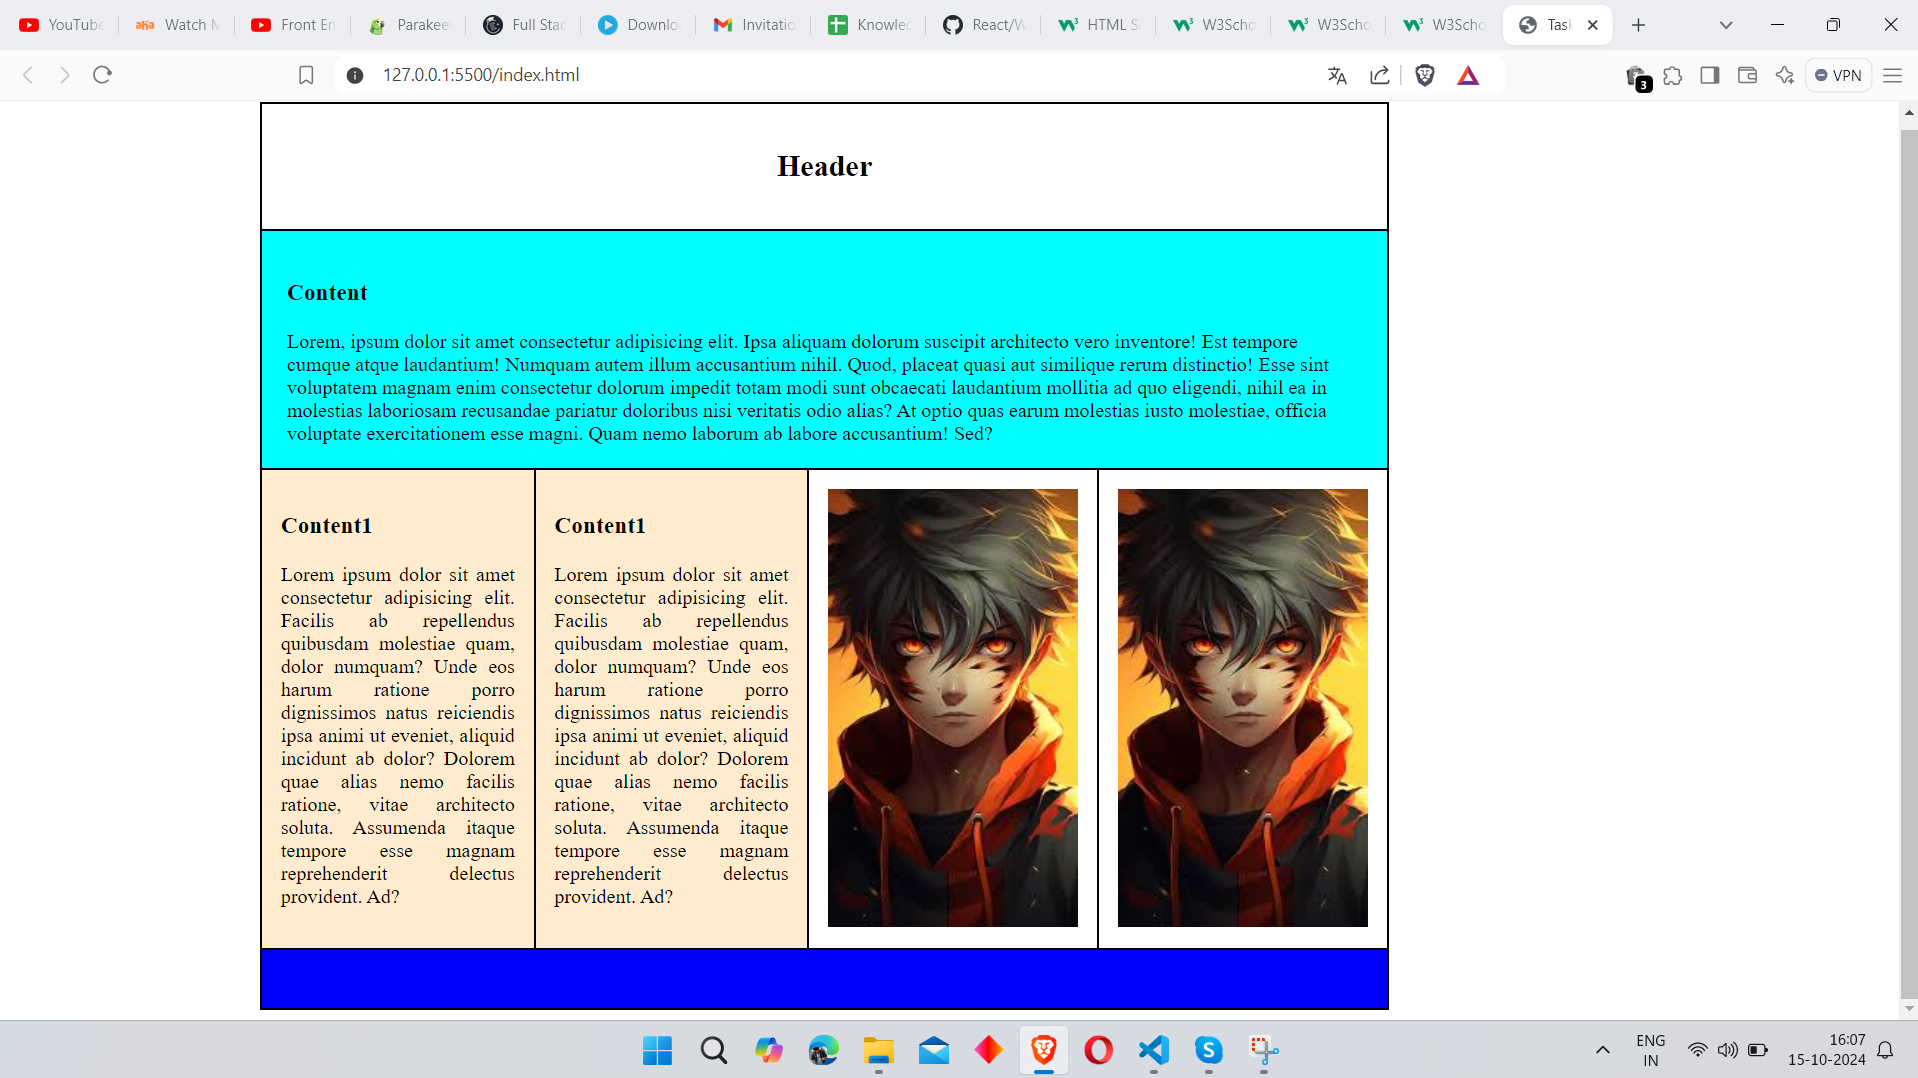 YouTube
Watch M
Front En
Parakee
Full Stac
Downlo
Invitatio
Knowle
React/W
HTML S
W3Scho
W3Scho
W3Scho
Tas
127.0.0.1:5500/index.html
3
VPN
Header
Content
Lorem, ipsum dolor sit amet consectetur adipisicing elit. Ipsa aliquam dolorum suscipit architecto vero inventore! Est tempore
cumque atque laudantium! Numquam autem illum accusantium nihil. Quod, placeat quasi aut similique rerum distinctio! Esse sint
voluptatem magnam enim consectetur dolorum impedit totam modi sunt obcaecati laudantium mollitia ad quo eligendi, nihil ea in
molestias laboriosam recusandae pariatur doloribus nisi veritatis odio alias? At optio quas earum molestias iusto molestiae, officia
voluptate exercitationem esse magni. Quam nemo laborum ab labore accusantium! Sed?
Content1
Lorem ipsum dolor sit amet
consectetur adipisicing elit.
Facilis ab repellendus
quibusdam molestiae quam,
dolor numquam? Unde eos
harum ratione porro
dignissimos natus reiciendis
ipsa animi ut eveniet, aliquid
incidunt ab dolor? Dolorem
quae alias nemo facilis
ratione, vitae architecto
soluta. Assumenda itaque
tempore esse magnam
reprehenderit delectus
provident. Ad?
Content1
Lorem ipsum dolor sit amet
consectetur adipisicing elit.
Facilis ab repellendus
quibusdam molestiae quam,
dolor numquam? Unde eos
harum ratione porro
dignissimos natus reiciendis
ipsa animi ut eveniet, aliquid
incidunt ab dolor? Dolorem
quae alias nemo facilis
ratione, vitae architecto
soluta. Assumenda itaque
tempore esse magnam
reprehenderit delectus
provident. Ad?
ENG
IN
16:07
15-10-2024